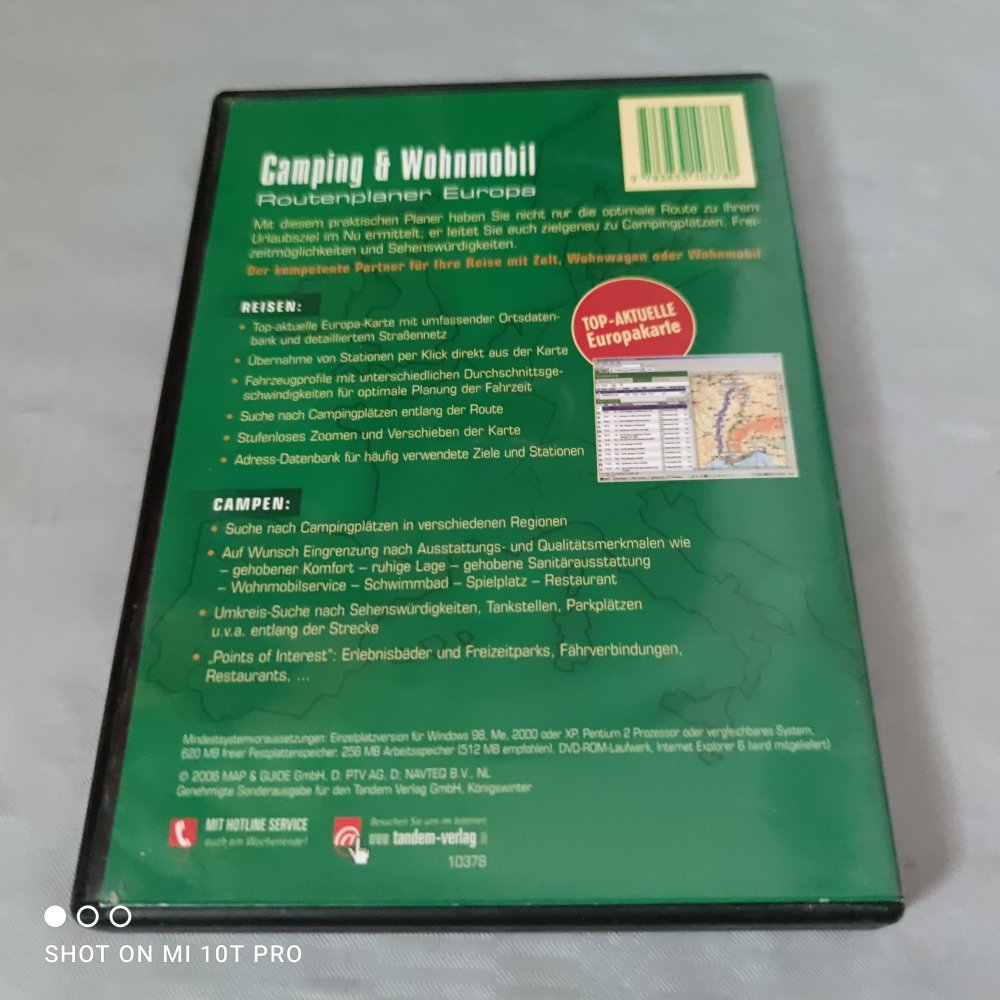 Camping & Wohnmobil
Routenplaner Europa
Mit diesem praktischen Planer haben Sie nicht nur die optimale Route zu Ihrem
Urlaubsziel im Nu ermittelt; er leitet Sie auch zielgenau zu Campingplätzen, Frei-
zeitmöglichkeiten und Sehenswürdigkeiten.
Der kompetente Partner für Ihre Reise mit Zelt, Wohnwagen oder Wohnmobil
REISEN:
• Top-aktuelle Europa-Karte mit umfassender Ortsdaten-
bank und detailliertem Straßennetz
• Übernahme von Stationen per Klick direkt aus der Karte
• Fahrzeugprofile mit unterschiedlichen Durchschnittsge-
schwindigkeiten für optimale Planung der Fahrzeit
• Suche nach Campingplätzen entlang der Route
• Stufenloses Zoomen und Verschieben der Karte
• Adress-Datenbank für häufig verwendete Ziele und Stationen
TOP-AKTUELLE
Europakarte
CAMPEN:
• Suche nach Campingplätzen in verschiedenen Regionen
• Auf Wunsch Eingrenzung nach Ausstattungs- und Qualitätsmerkmalen wie
– gehobener Komfort – ruhige Lage – gehobene Sanitärausstattung
– Wohnmobilservice – Schwimmbad – Spielplatz – Restaurant
• Umkreis-Suche nach Sehenswürdigkeiten, Tankstellen, Parkplätzen
u.v.a. entlang der Strecke
• „Points of Interest": Erlebnisbäder und Freizeitparks, Fährverbindungen,
Restaurants, ...
Mindestsystemvoraussetzungen: Einzelplatzversion für Windows 98, Me, 2000 oder XP, Pentium 2 Prozessor oder vergleichbares System,
620 MB freier Festplattenspeicher, 256 MB Arbeitsspeicher (512 MB empfohlen), DVD-ROM-Laufwerk, Internet Explorer 6 (wird mitgeliefert)
© 2006 MAP & GUIDE GmbH, D; PTV AG, D; NAVTEQ B.V., NL
Genehmigte Sonderausgabe für den Tandem Verlag GmbH, Königswinter
MIT HOTLINE SERVICE
auch am Wochenende!
Besuchen Sie uns im Internet
www tandem-verlag
10378
SHOT ON MI 10T PRO